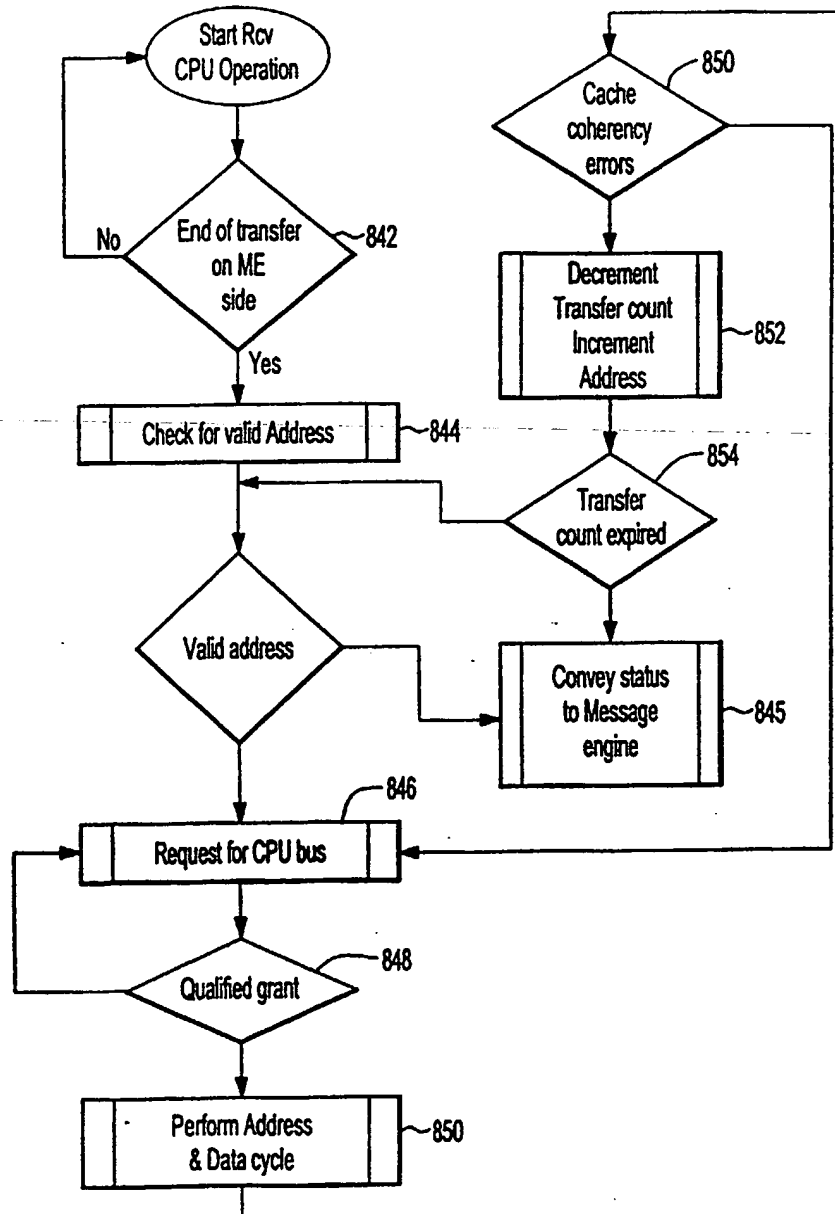 Start Rcv
CPU Operation
End of transfer
on ME
side
842
No
Yes
Check for valid Address
844
Valid address
846
Request for CPU bus
848
Qualified grant
Perform Address
& Data cycle
850
850
Cache
coherency
errors
Decrement
Transfer count
Increment
Address
852
854
Transfer
count expired
Convey status
to Message
engine
845